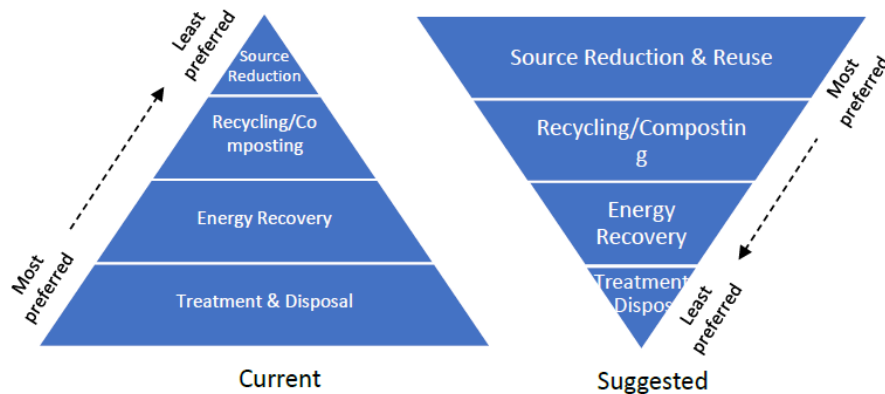 Least
preferred
Source
Reduction
Recycling/Co
mposting
Energy Recovery
Treatment & Disposal
Most
preferred
Current
Source Reduction & Reuse
Most
preferred
Recycling/Compostin
g
Energy
Recovery
Treatment
Dispos
Least
preferred
Suggested